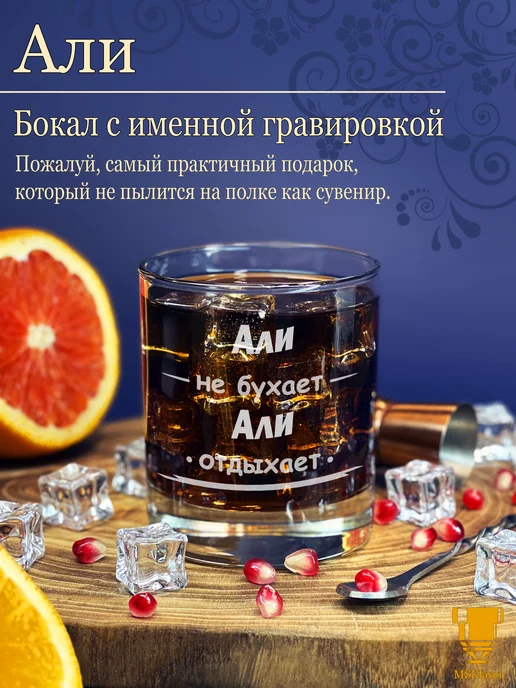 Али
Бокал с именной гравировкой
Пожалуй, самый практичный подарок,
который не пылится на полке как сувенир.
Али
не бухает
Али
отдыхает